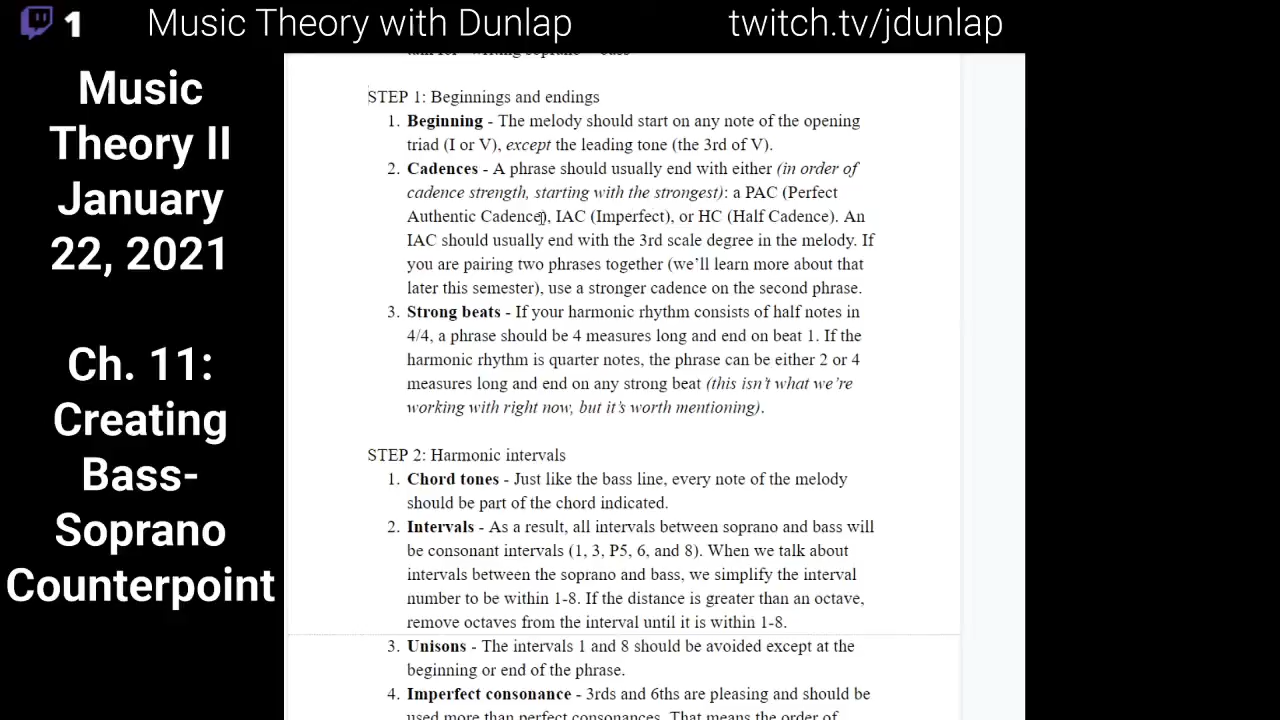 1 Music Theory with Dunlap twitch.tv/jdunlap
Music
Theory II
January
22, 2021
Ch. 11:
Creating
Bass-
Soprano
Counterpoint
STEP 1: Beginnings and endings
1. Beginning - The melody should start on any note of the opening
triad (I or V), except the leading tone (the 3rd of V).
2. Cadences - A phrase should usually end with either (in order of
cadence strength, starting with the strongest): a PAC (Perfect
Authentic Cadence), IAC (Imperfect), or HC (Half Cadence). An
IAC should usually end with the 3rd scale degree in the melody. If
you are pairing two phrases together (we'll learn more about that
later this semester), use a stronger cadence on the second phrase.
3. Strong beats - If your harmonic rhythm consists of half notes in
4/4, a phrase should be 4 measures long and end on beat 1. If the
harmonic rhythm is quarter notes, the phrase can be either 2 or 4
measures long and end on any strong beat (this isn't what we're
working with right now, but it's worth mentioning).
STEP 2: Harmonic intervals
1. Chord tones - Just like the bass line, every note of the melody
should be part of the chord indicated.
2. Intervals - As a result, all intervals between soprano and bass will
be consonant intervals (1, 3, P5, 6, and 8). When we talk about
intervals between the soprano and bass, we simplify the interval
number to be within 1-8. If the distance is greater than an octave,
remove octaves from the interval until it is within 1-8.
3. Unisons - The intervals 1 and 8 should be avoided except at the
beginning or end of the phrase.
4. Imperfect consonance - 3rds and 6ths are pleasing and should be
used more than perfect consonances. That means the order of